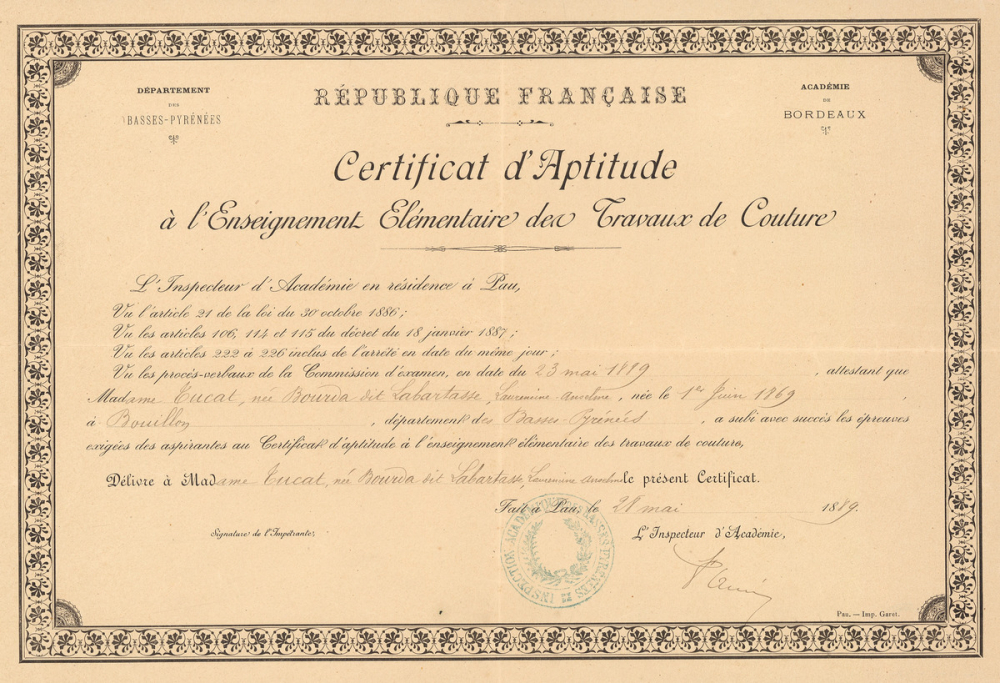 DÉPARTEMENT
DES
BASSES-PYRÉNÉES
RÉPUBLIQUE FRANÇAISE
ACADÉMIE
DE
BORDEAUX
Certificat d'Aptitude
à l'Enseignement Elémentaire des Travaux de Couture
L'Inspecteur d'Académie en résidence à Pau,
Vu l'article 21 de la loi du 30 octobre 1886;
Vu les articles 106, 114 et 115 du décret du 18 janvier 1887;
Vu les articles 222 à 226 inclus de l'arrêté en date du même jour;
Vu les procès-verbaux de la Commission d'examen, en date du 23 mai 1889, attestant que
Madame Tucat, née Bourda dit Labartasse, née le 1er Juin 1869,
à Bouillon, département des Basses-Pyrénées, a subi avec succès les épreuves
exigées des aspirantes au Certificat d'aptitude à l'enseignement élémentaire des travaux de couture,
Délivre à Madame Tucat, née Bourda dit Labartasse, le présent Certificat.
Fait à Pau, le 28 mai 1889.
Signature de l'Impétrante,
L'Inspecteur d'Académie,
INSPECTION ACADÉMIQUE DES BASSES PYRÉNÉES
Pau. — Imp. Garet.